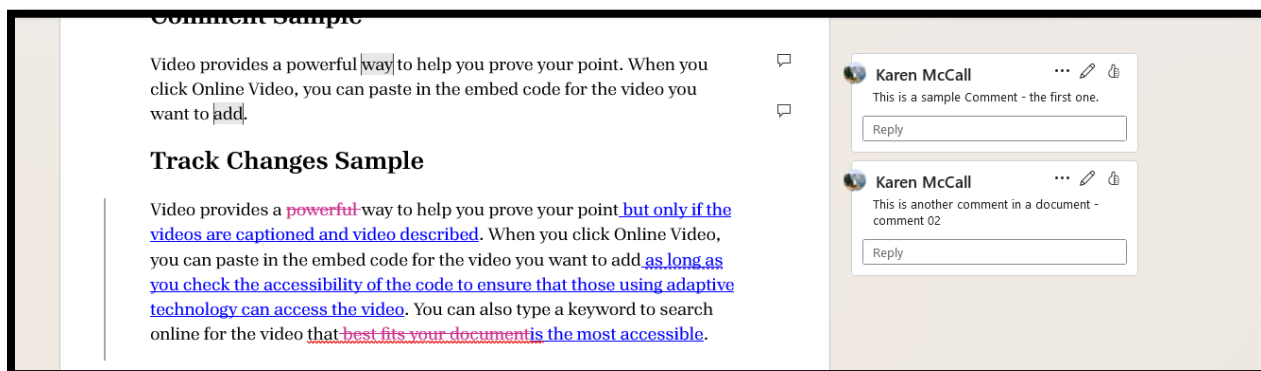 Comment Sample
Video provides a powerful way to help you prove your point. When you
click Online Video, you can paste in the embed code for the video you
want to add.
Track Changes Sample
Video provides a powerful way to help you prove your point but only if the
videos are captioned and video described. When you click Online Video,
you can paste in the embed code for the video you want to add as long as
you check the accessibility of the code to ensure that those using adaptive
technology can access the video. You can also type a keyword to search
online for the video that best fits your documentis the most accessible.
Karen McCall
This is a sample Comment - the first one.
Reply
Karen McCall
This is another comment in a document -
comment 02
Reply